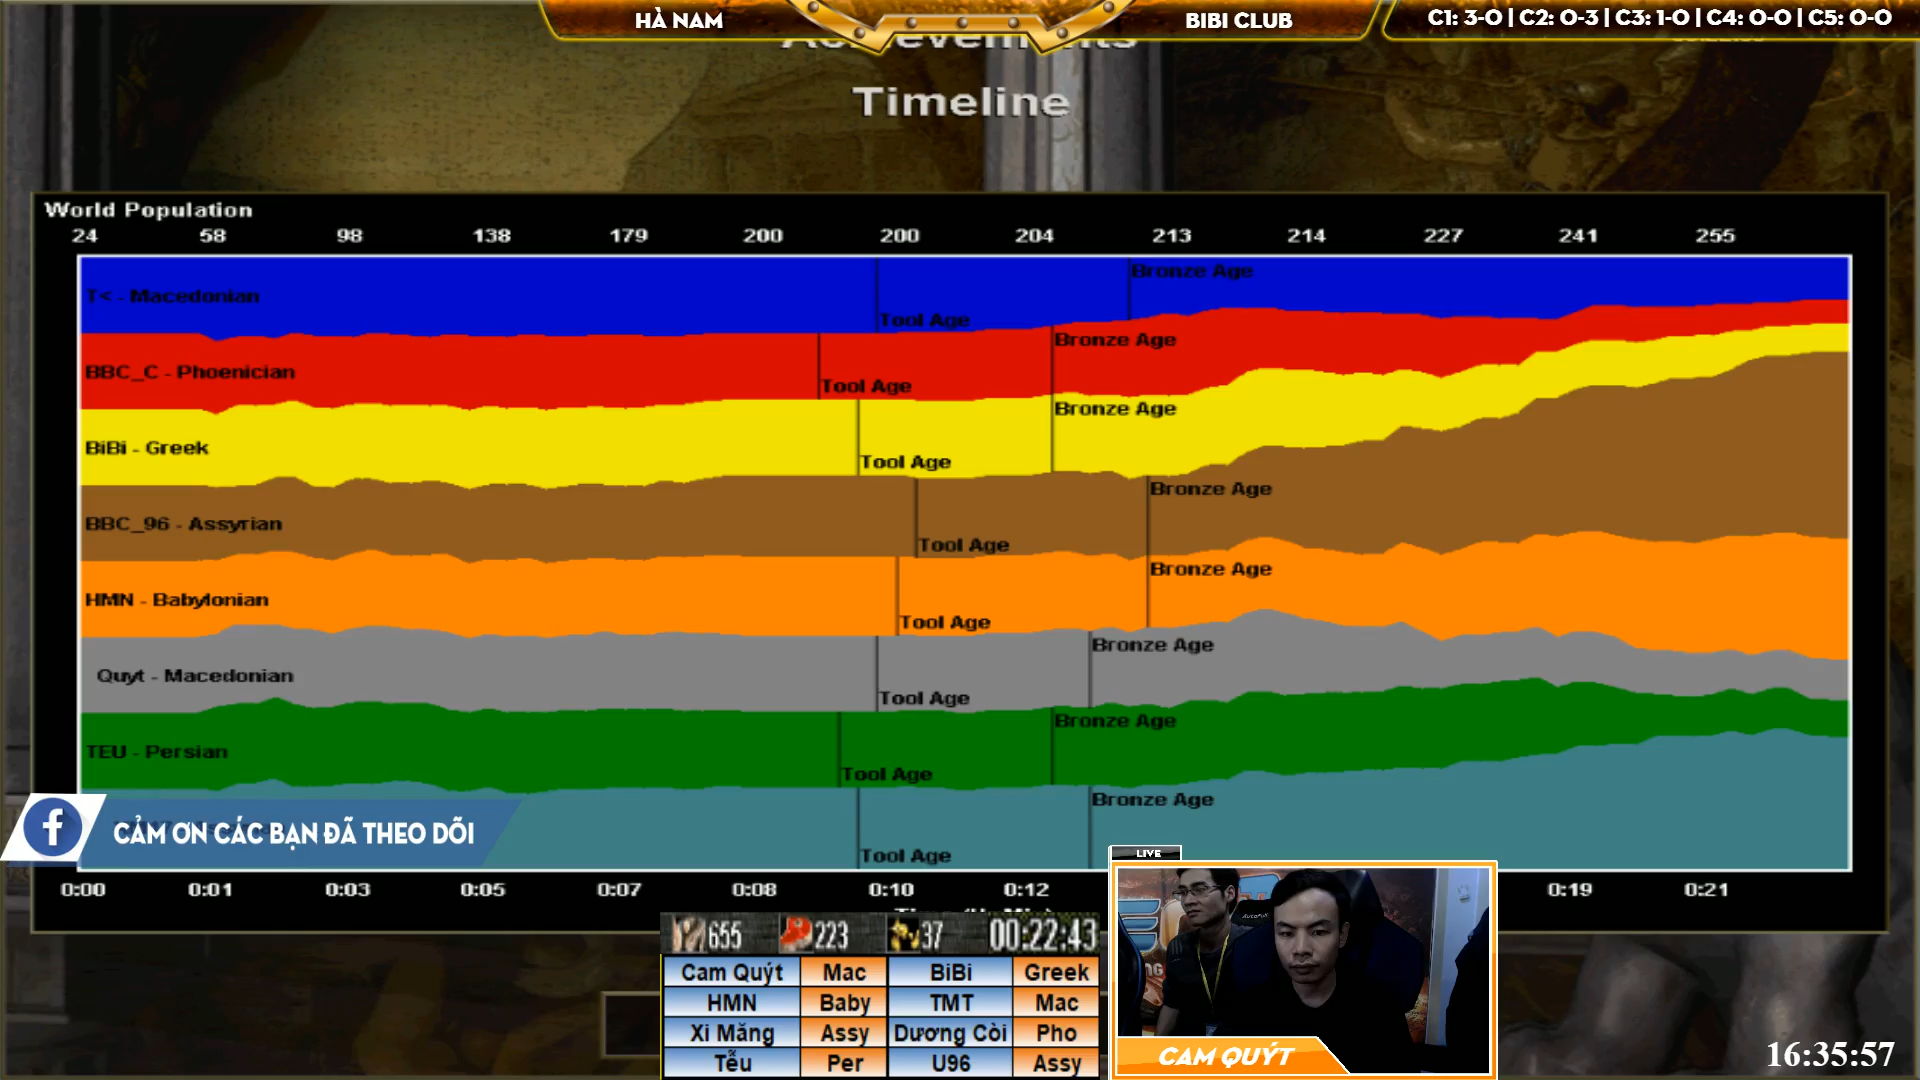 HÀ NAM
BIBI CLUB
C1: 3-0 | C2: 0-3 | C3: 1-0 | C4: 0-0 | C5: 0-0
Achievements
Timeline
World Population
24 58 98 138 179 200 200 204 213 214 227 241 255
T< - Macedonian
Tool Age
Bronze Age
BBC_C - Phoenician
Tool Age
Bronze Age
BiBi - Greek
Tool Age
Bronze Age
BBC_96 - Assyrian
Tool Age
Bronze Age
HMN - Babylonian
Tool Age
Bronze Age
Quyt - Macedonian
Tool Age
Bronze Age
TEU - Persian
Tool Age
Bronze Age
Tool Age
Bronze Age
CẢM ƠN CÁC BẠN ĐÃ THEO DÕI
0:00 0:01 0:03 0:05 0:07 0:08 0:10 0:12 0:19 0:21
655 223 37 00:22:43
Cam Quýt Mac BiBi Greek
HMN Baby TMT Mac
Xi Măng Assy Dương Còi Pho
Tễu Per U96 Assy
LIVE
CAM QUÝT
16:35:57